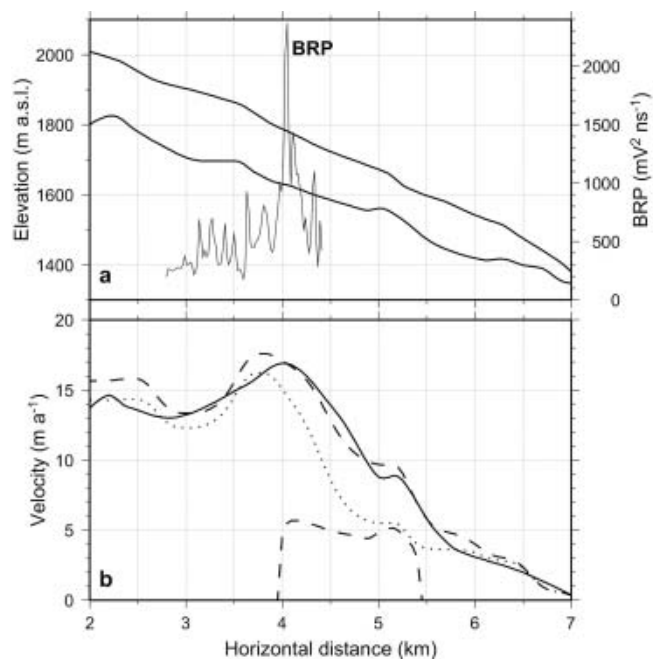 BRP
2000
1800
1600
1400
Elevation (m a.s.l.)
2000
1500
1000
500
0
BRP (mV² ns⁻¹)
a
20
15
10
5
0
Velocity (m a⁻¹)
b
2 3 4 5 6 7
Horizontal distance (km)